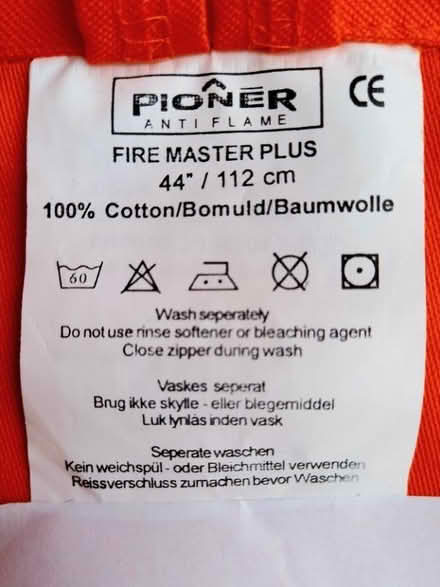 PIONÊR CE
ANTI FLAME
FIRE MASTER PLUS
44" / 112 cm
100% Cotton/Bomuld/Baumwolle
60
Wash seperately
Do not use rinse softener or bleaching agent
Close zipper during wash
Vaskes seperat
Brug ikke skylle - eller blegemiddel
Luk lynlås inden vask
Seperate waschen
Kein weichspül - oder Bleichmittel verwenden
Reissverschluss zumachen bevor Waschen